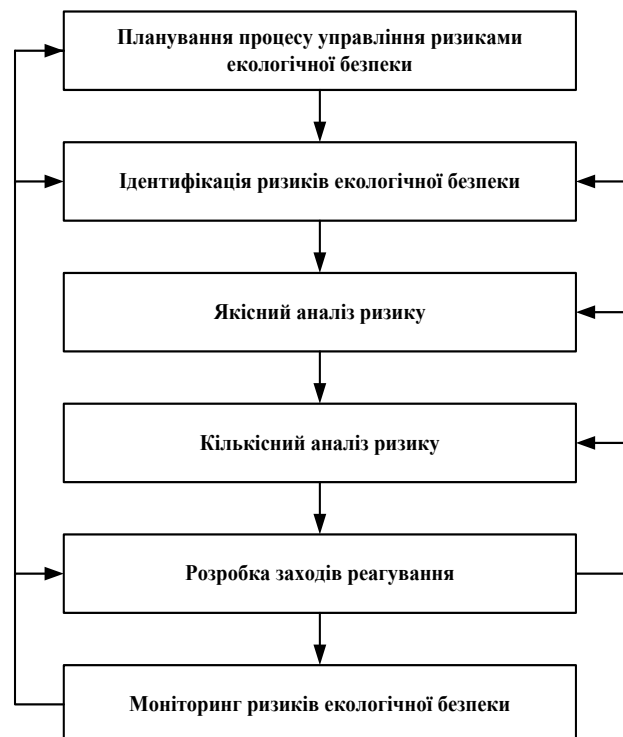 Планування процесу управління ризиками
екологічної безпеки
Ідентифікація ризиків екологічної безпеки
Якісний аналіз ризику
Кількісний аналіз ризику
Розробка заходів реагування
Моніторинг ризиків екологічної безпеки